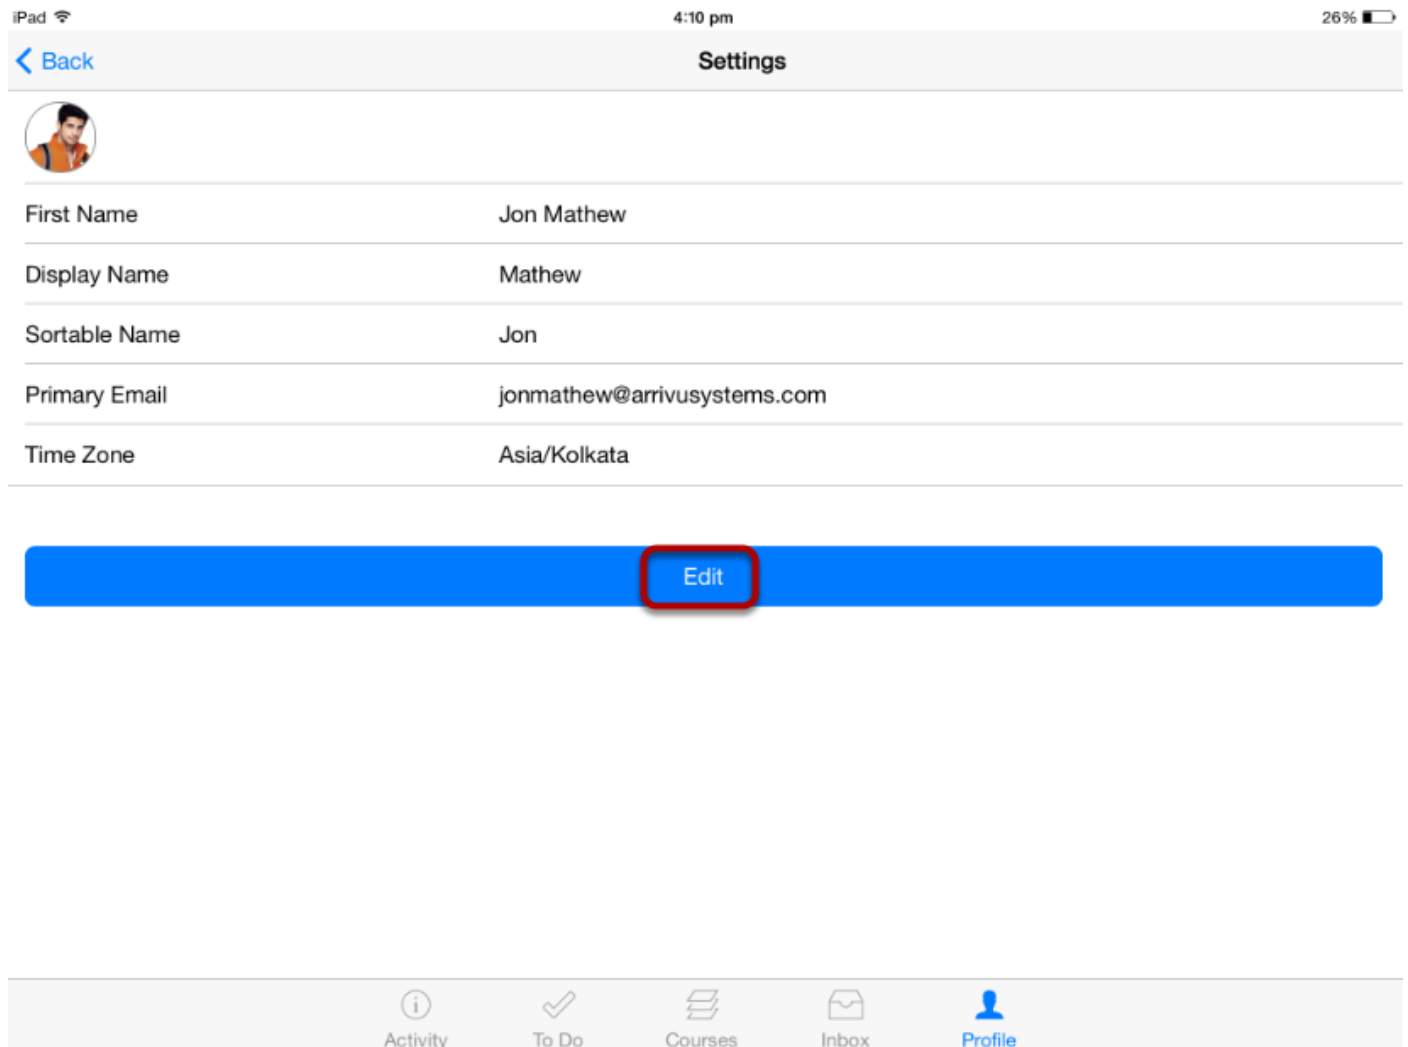 iPad 4:10 pm 26%
Back Settings
First Name Jon Mathew
Display Name Mathew
Sortable Name Jon
Primary Email jonmathew@arrivusystems.com
Time Zone Asia/Kolkata
Edit
Activity To Do Courses Inbox Profile